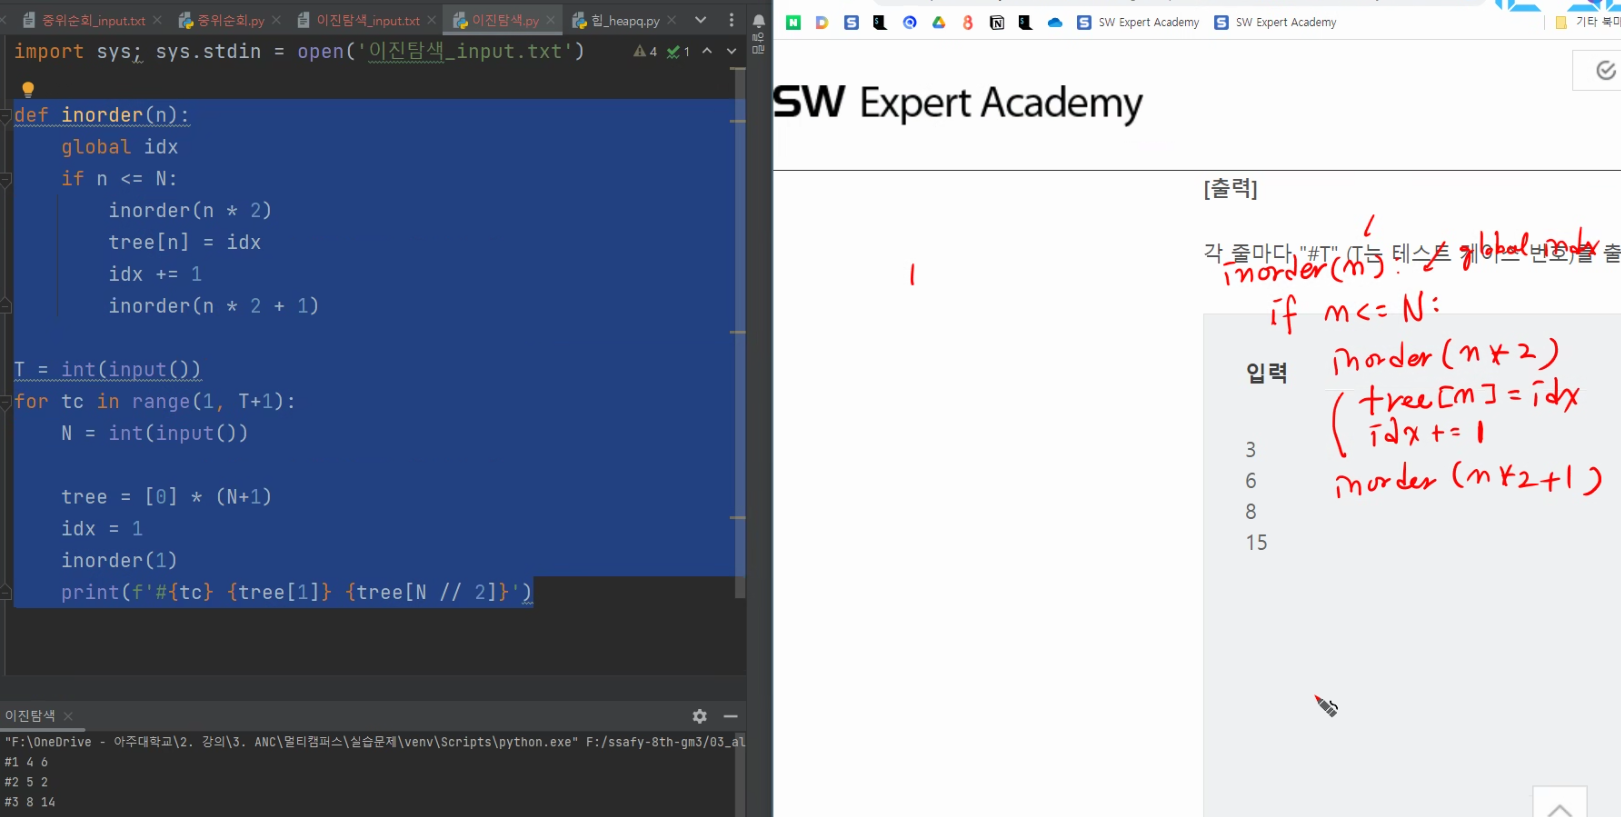 중위순회_input.txt
중위순회.py
이진탐색_input.txt
이진탐색.py
힙_heapq.py
알림
import sys; sys.stdin = open('이진탐색_input.txt')
4
1
def inorder(n):
    global idx
    if n <= N:
        inorder(n * 2)
        tree[n] = idx
        idx += 1
        inorder(n * 2 + 1)
T = int(input())
for tc in range(1, T+1):
    N = int(input())
    tree = [0] * (N+1)
    idx = 1
    inorder(1)
    print(f'#{tc} {tree[1]} {tree[N // 2]}')
이진탐색
"F:\OneDrive - 아주대학교\2. 강의\3. ANC\멀티캠퍼스\실습문제\venv\Scripts\python.exe" F:/ssafy-8th-gm3/03_al
#1 4 6
#2 5 2
#3 8 14
SW Expert Academy
SW Expert Academy
기타 북마
SW Expert Academy
[출력]
각 줄마다 "#T" (T는 테스트 케이스 번호)를 출
global indx
inorder(n):
if n<=N:
inorder(n*2)
tree[n]=idx
idx+=1
inorder(n*2+1)
1
입력
3
6
8
15